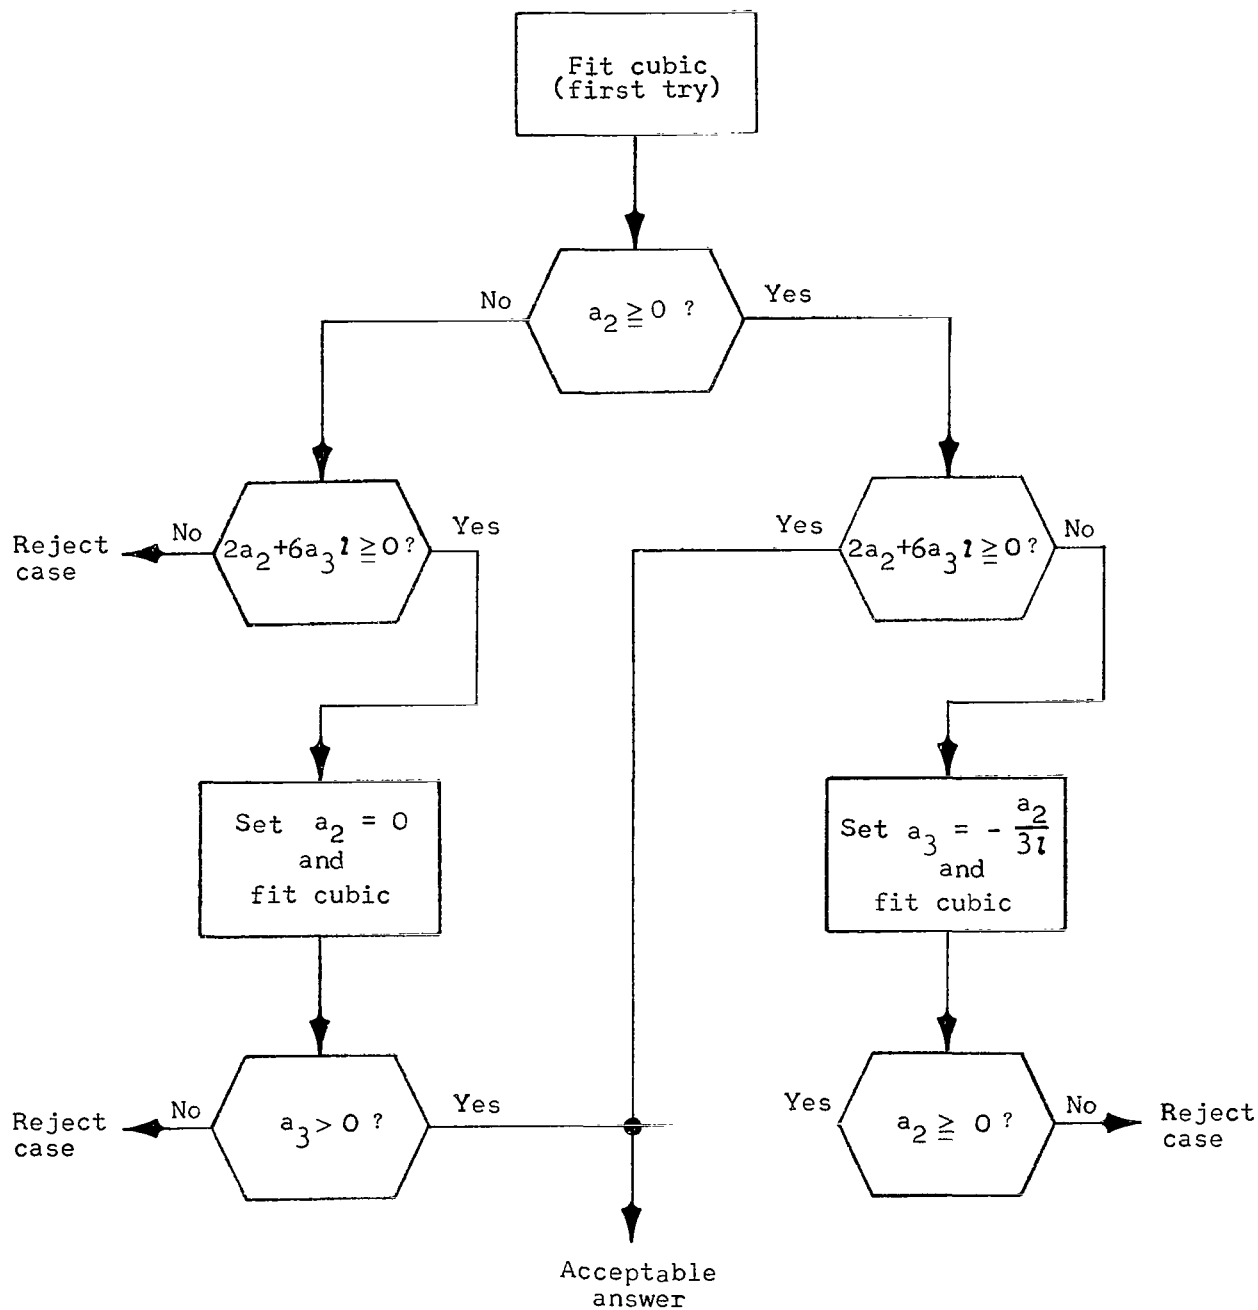 Fit cubic
(first try)
No
a₂ ≧ 0 ?
Yes
Reject
case
No
2a₂+6a₃l ≧ 0?
Yes
Yes
2a₂+6a₃l ≧ 0?
No
Set a₂ = 0
and
fit cubic
Set a₃ = - a₂/3l
and
fit cubic
Reject
case
No
a₃ > 0 ?
Yes
Yes
a₂ ≧ 0 ?
No
Reject
case
Acceptable
answer